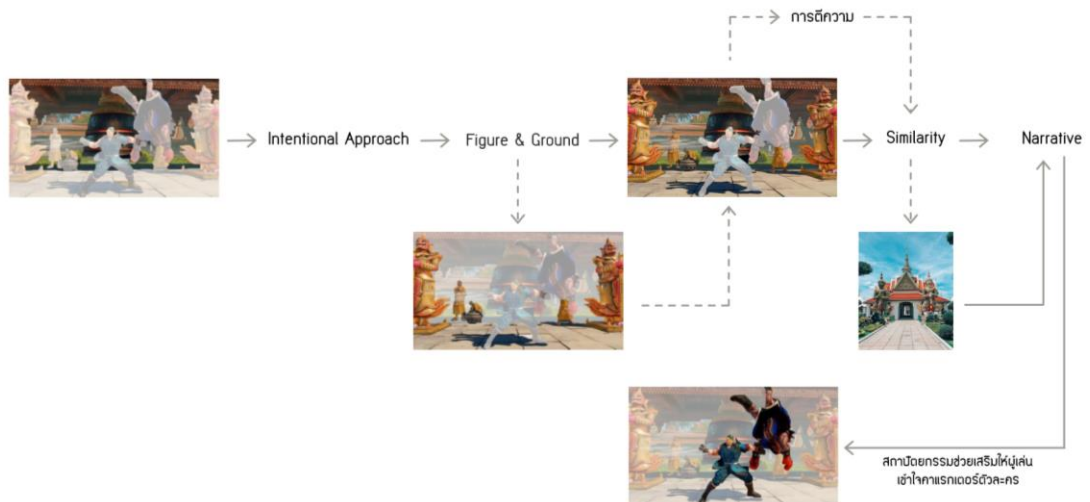 การตีความ
Intentional Approach
Figure & Ground
Similarity
Narrative
สถาปัตยกรรมช่วยเสริมให้ผู้เล่น
เข้าใจคาแรกเตอร์ตัวละคร